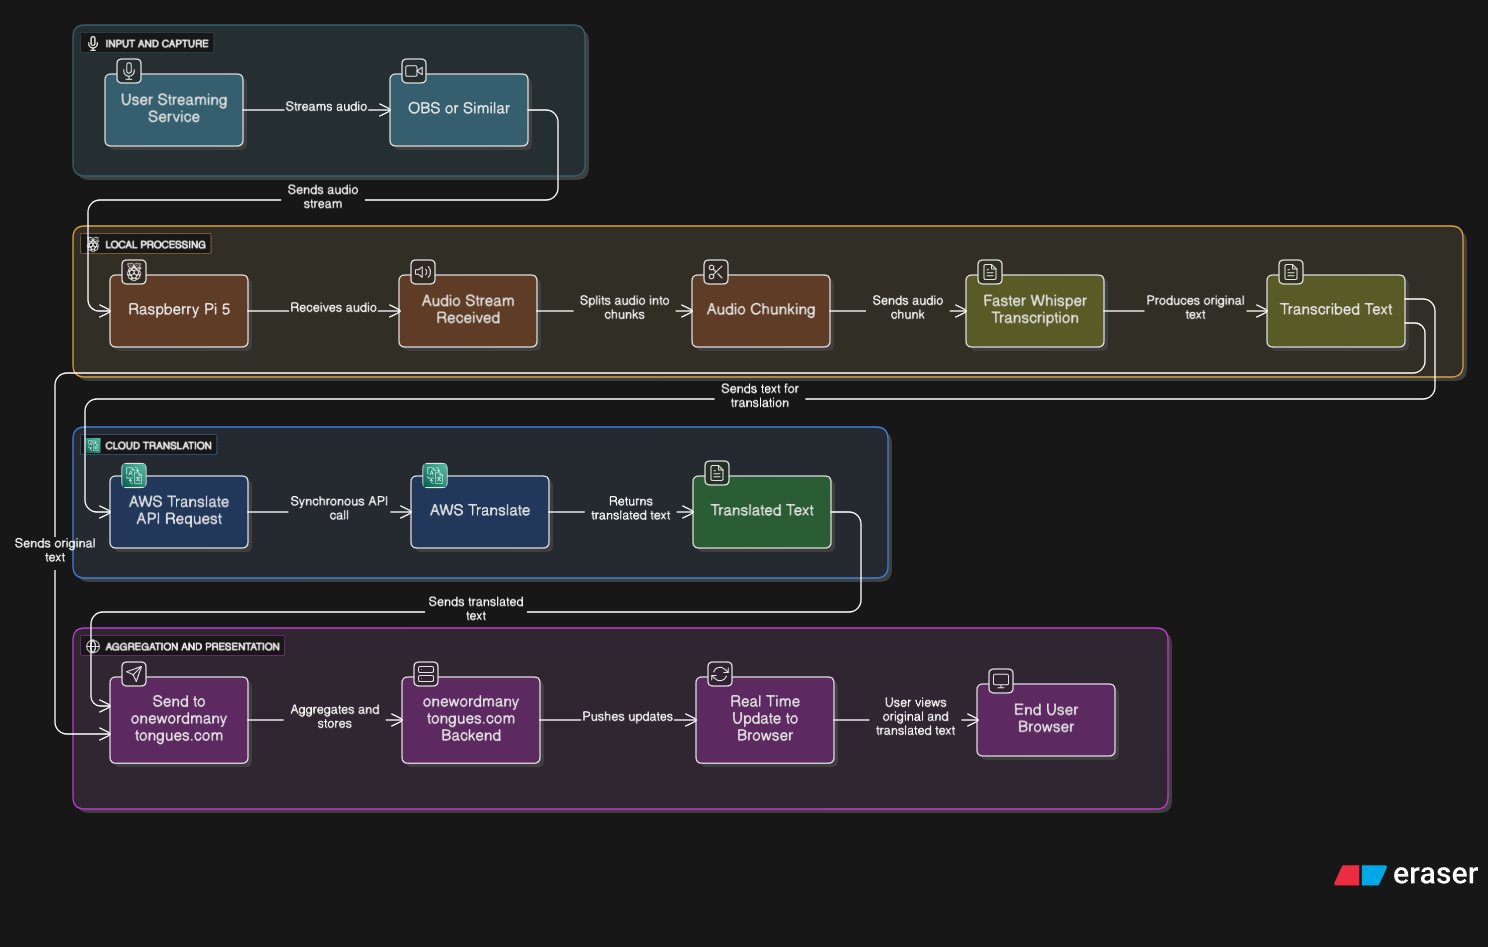 INPUT AND CAPTURE
User Streaming
Service
Streams audio
OBS or Similar
Sends audio
stream
LOCAL PROCESSING
Raspberry Pi 5
Receives audio
Audio Stream
Received
Splits audio into
chunks
Audio Chunking
Sends audio
chunk
Faster Whisper
Transcription
Produces original
text
Transcribed Text
Sends text for
translation
CLOUD TRANSLATION
AWS Translate
API Request
Synchronous API
call
AWS Translate
Returns
translated text
Translated Text
Sends original
text
Sends translated
text
AGGREGATION AND PRESENTATION
Send to
onewordmany
tongues.com
Aggregates and
stores
onewordmany
tongues.com
Backend
Pushes updates
Real Time
Update to
Browser
User views
original and
translated text
End User
Browser
eraser